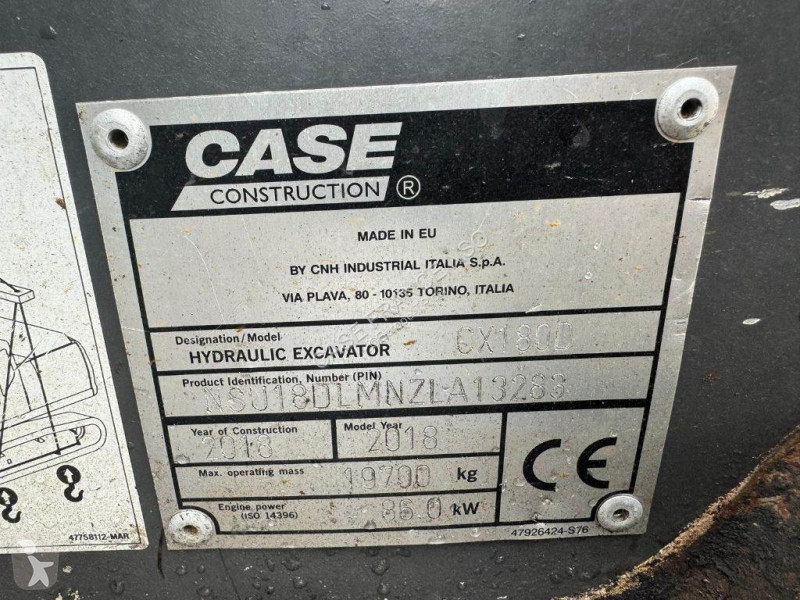 CASE
CONSTRUCTION ®
MADE IN EU
BY CNH INDUSTRIAL ITALIA S.p.A.
VIA PLAVA, 80 - 10135 TORINO, ITALIA
Designation/Model
HYDRAULIC EXCAVATOR CX180D
Product Identification, Number (PIN)
NSU18DLMNZLA13283
Year of Construction Model Year
2018 2018
Max. operating mass 19700 kg
Engine power
(ISO 14396) 86.0 kW
CE
47926424-S76
47758112-MAR